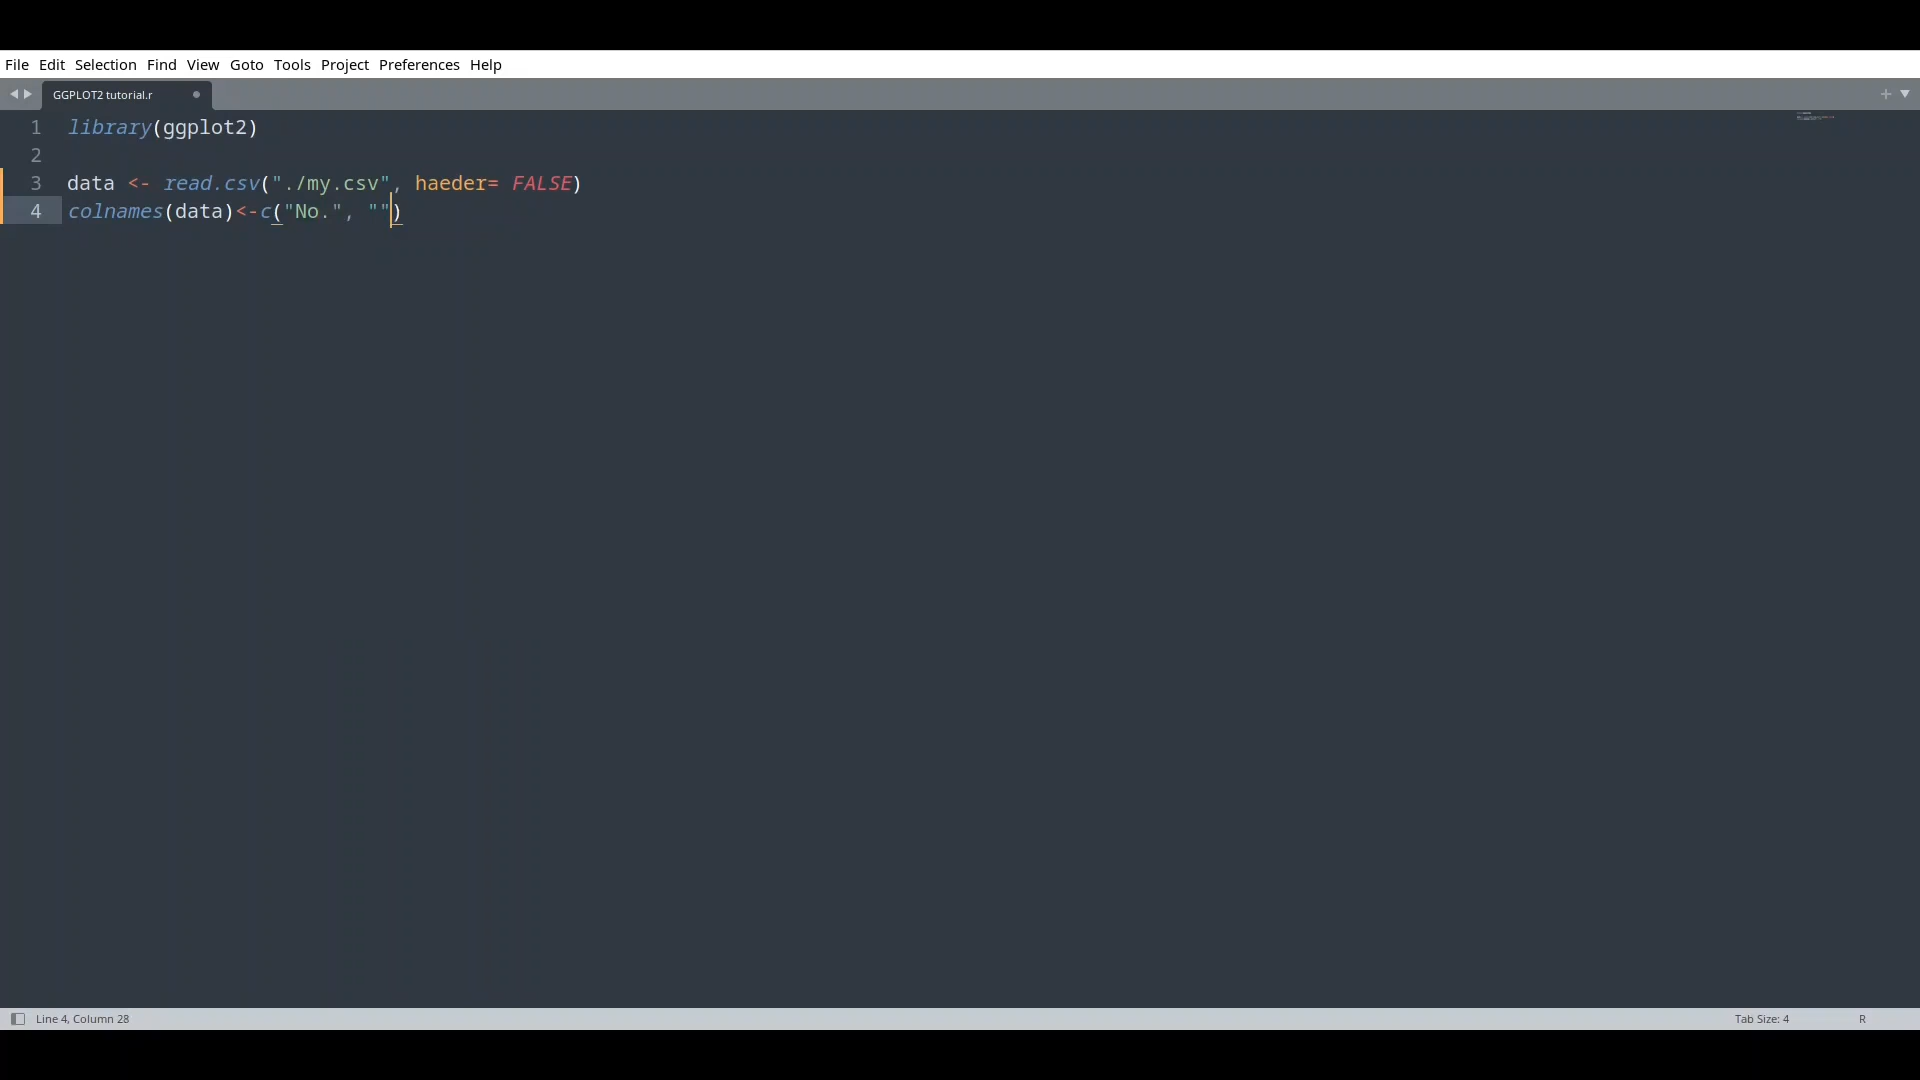 File Edit Selection Find View Goto Tools Project Preferences Help
GGPLOT2 tutorial.r
1 library(ggplot2)
2
3 data <- read.csv("./my.csv", haeder= FALSE)
4 colnames(data)<-c("No.", "")
Line 4, Column 28 Tab Size: 4 R